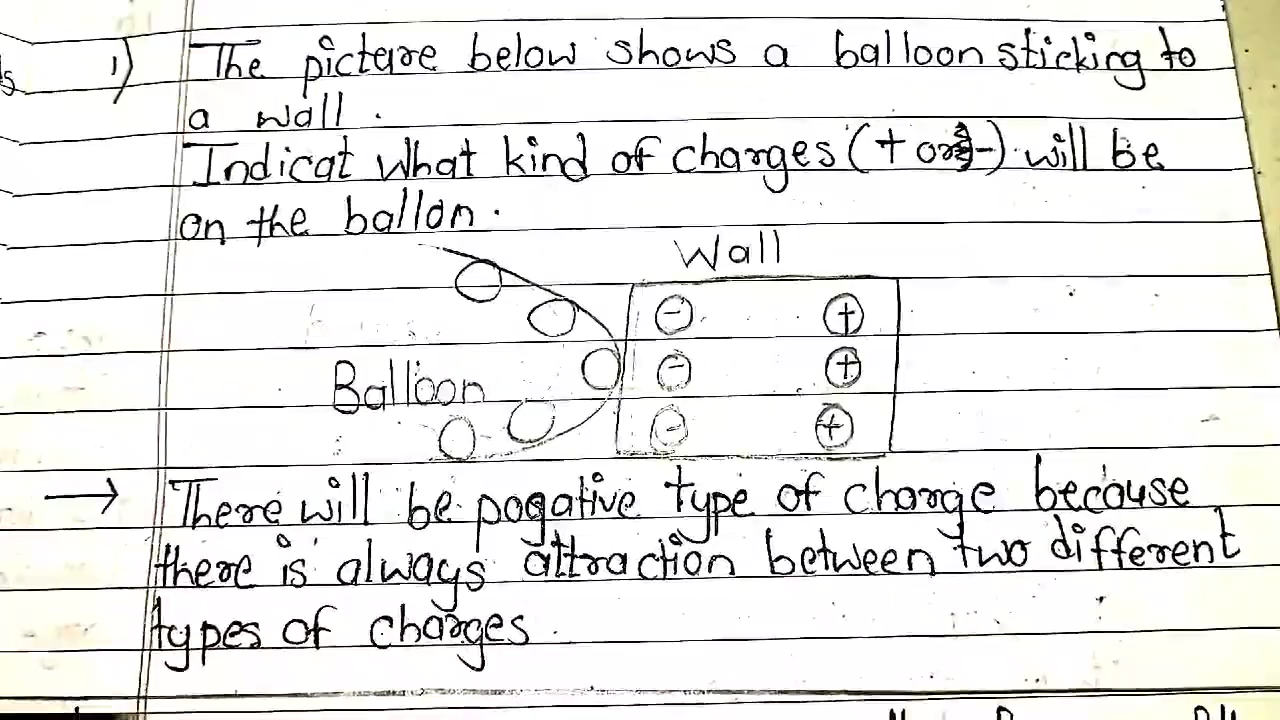 1) The picture below shows a balloon sticking to
a wall.
Indicat what kind of charges (+ or -) will be
on the ballon.
Wall
- +
Balloon
- +
- +
→ There will be pogative type of charge because
there is always attraction between two different
types of charges.